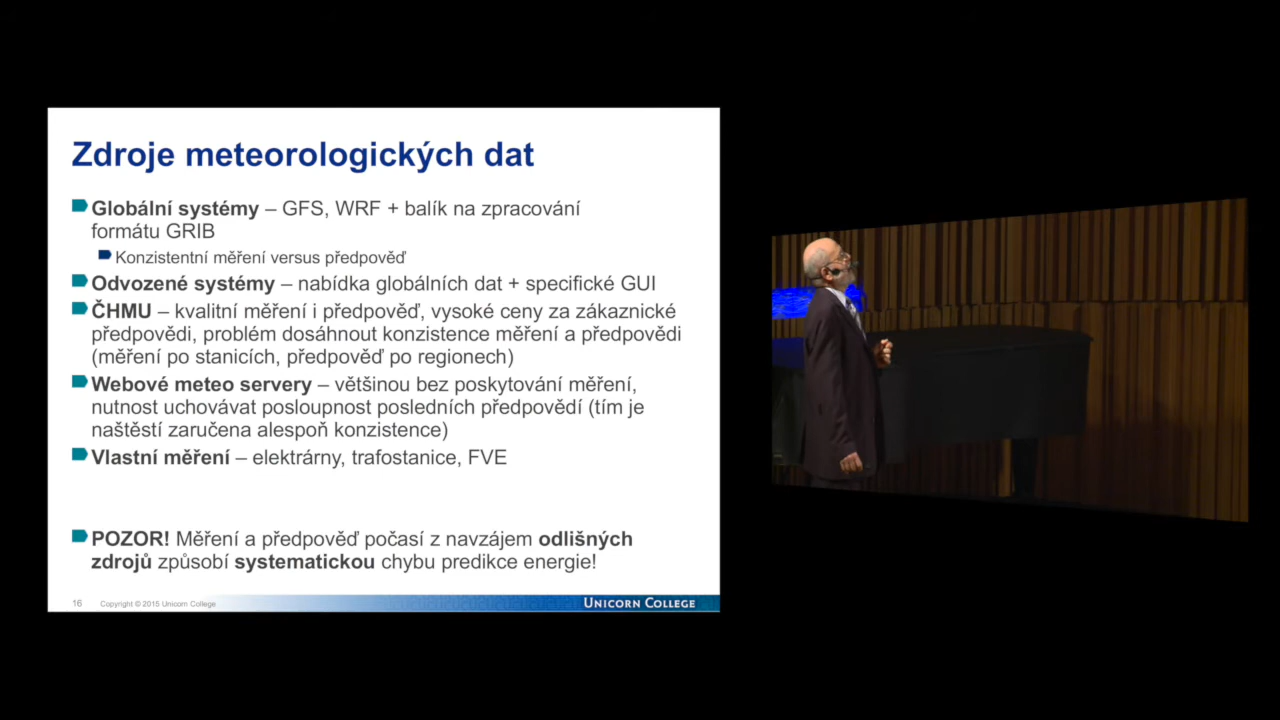 Zdroje meteorologických dat
Globální systémy – GFS, WRF + balík na zpracování
formátu GRIB
Konzistentní měření versus předpověď
Odvozené systémy – nabídka globálních dat + specifické GUI
ČHMU – kvalitní měření i předpověď, vysoké ceny za zákaznické
předpovědi, problém dosáhnout konzistence měření a předpovědi
(měření po stanicích, předpověď po regionech)
Webové meteo servery – většinou bez poskytování měření,
nutnost uchovávat posloupnost posledních předpovědí (tím je
naštěstí zaručena alespoň konzistence)
Vlastní měření – elektrárny, trafostanice, FVE
POZOR! Měření a předpověď počasí z navzájem odlišných
zdrojů způsobí systematickou chybu predikce energie!
16 Copyright © 2015 Unicorn College UNICORN COLLEGE